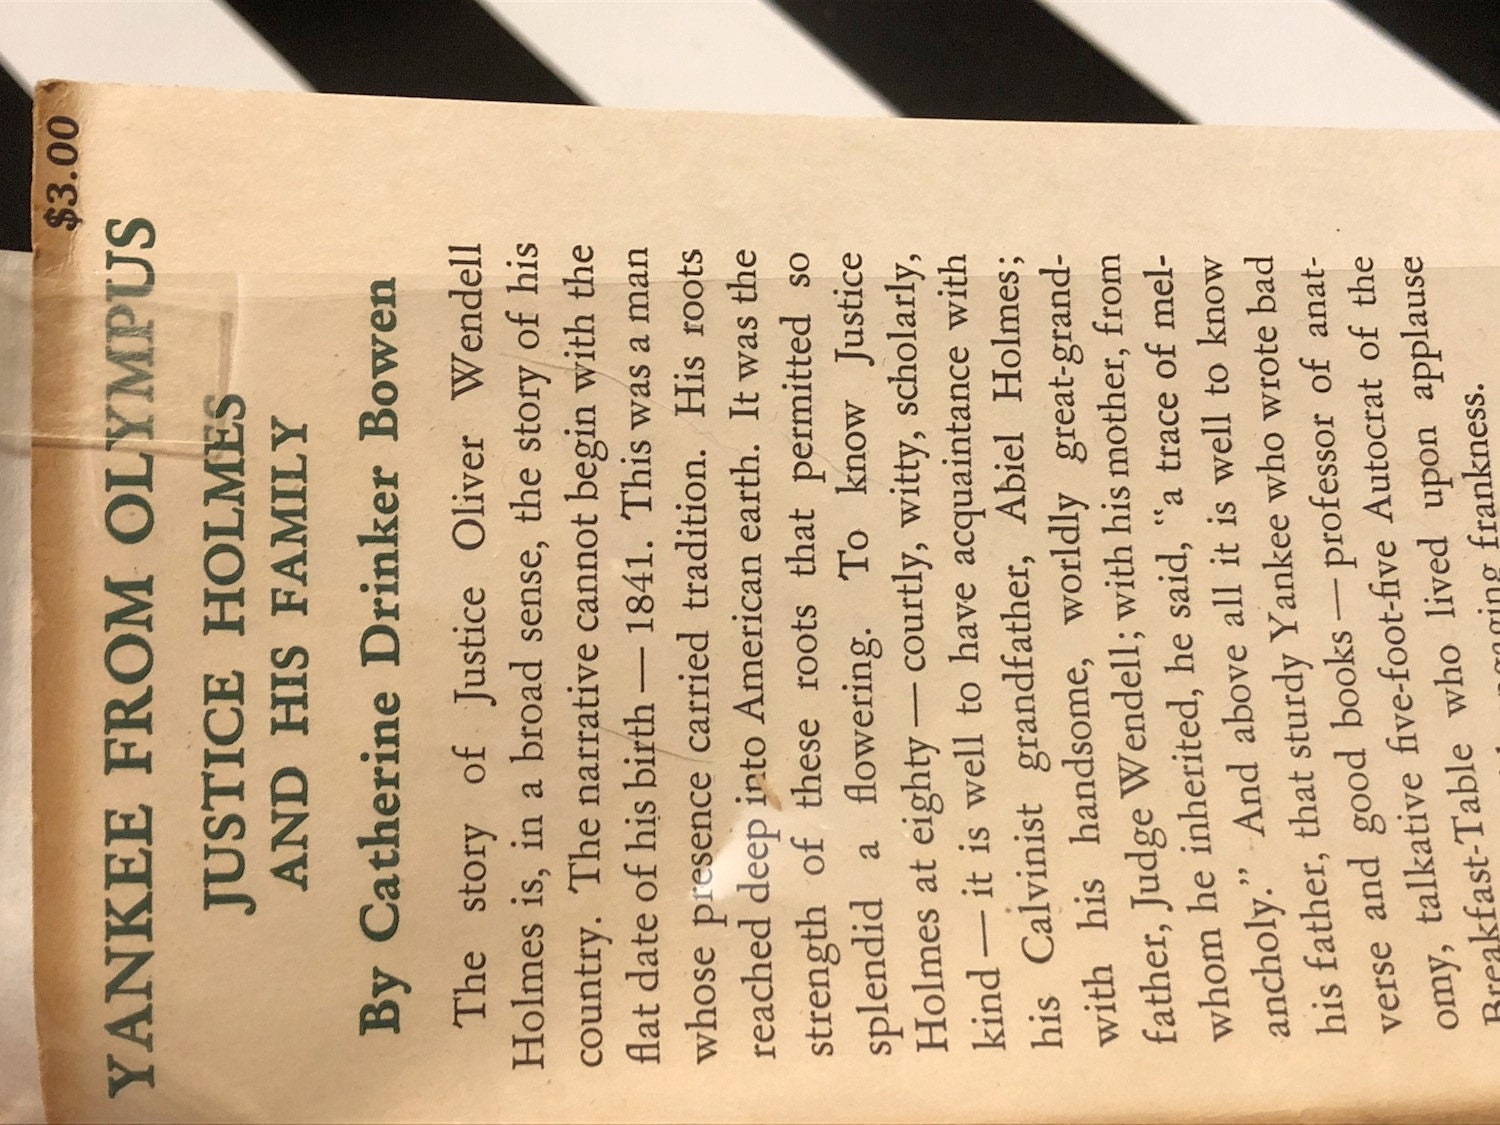 $3.00
YANKEE FROM OLYMPUS
JUSTICE HOLMES
AND HIS FAMILY
By Catherine Drinker Bowen
The story of Justice Oliver Wendell
Holmes is, in a broad sense, the story of his
country. The narrative cannot begin with the
flat date of his birth — 1841. This was a man
whose presence carried tradition. His roots
reached deep into American earth. It was the
strength of these roots that permitted so
splendid a flowering. To know Justice
Holmes at eighty — courtly, witty, scholarly,
kind — it is well to have acquaintance with
his Calvinist grandfather, Abiel Holmes;
with his handsome, worldly great-grand-
father, Judge Wendell; with his mother, from
whom he inherited, he said, “a trace of mel-
ancholy.” And above all it is well to know
his father, that sturdy Yankee who wrote bad
verse and good books — professor of anat-
omy, talkative five-foot-five Autocrat of the
Breakfast-Table who lived upon applause
frankness.